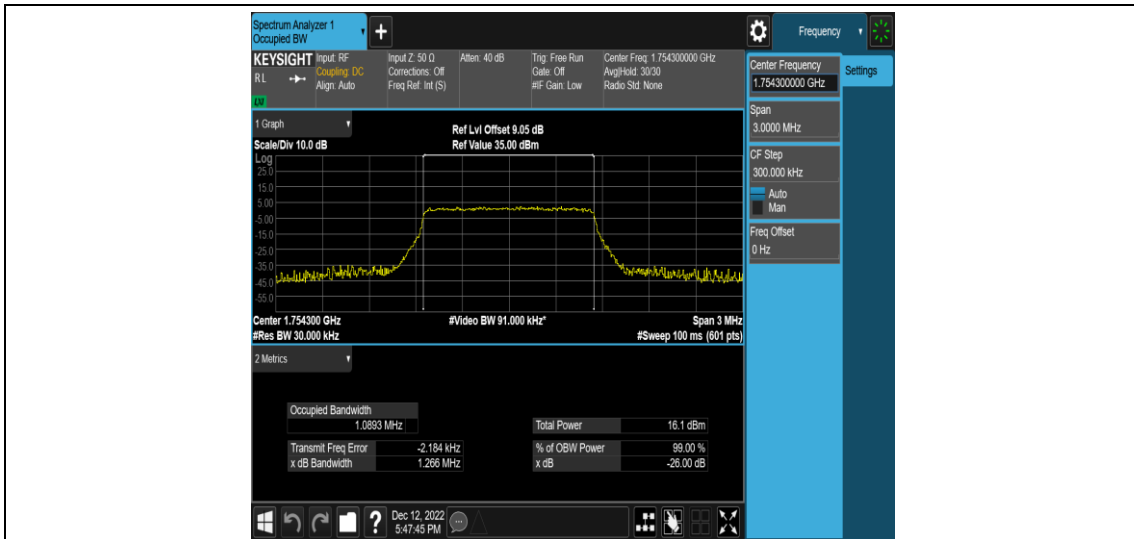 Spectrum Analyzer 1
Occupied BW
+
Frequency
KEYSIGHT
RL
LXI
Input: RF
Coupling: DC
Align: Auto
Input Z: 50 Ω
Corrections: Off
Freq Ref: Int (S)
Atten: 40 dB
Trig: Free Run
Gate: Off
#IF Gain: Low
Center Freq: 1.754300000 GHz
Avg|Hold: 30/30
Radio Std: None
Center Frequency
1.754300000 GHz
Settings
Span
3.0000 MHz
CF Step
300.000 kHz
Auto
Man
Freq Offset
0 Hz
1 Graph
Scale/Div 10.0 dB
Ref Lvl Offset 9.05 dB
Ref Value 35.00 dBm
Log
25.0
15.0
5.00
-5.00
-15.0
-25.0
-35.0
-45.0
-55.0
Center 1.754300 GHz
#Res BW 30.000 kHz
#Video BW 91.000 kHz*
Span 3 MHz
#Sweep 100 ms (601 pts)
2 Metrics
Occupied Bandwidth
1.0893 MHz
Total Power 16.1 dBm
Transmit Freq Error -2.184 kHz
% of OBW Power 99.00 %
x dB Bandwidth 1.266 MHz
x dB -26.00 dB
?
Dec 12, 2022
5:47:45 PM